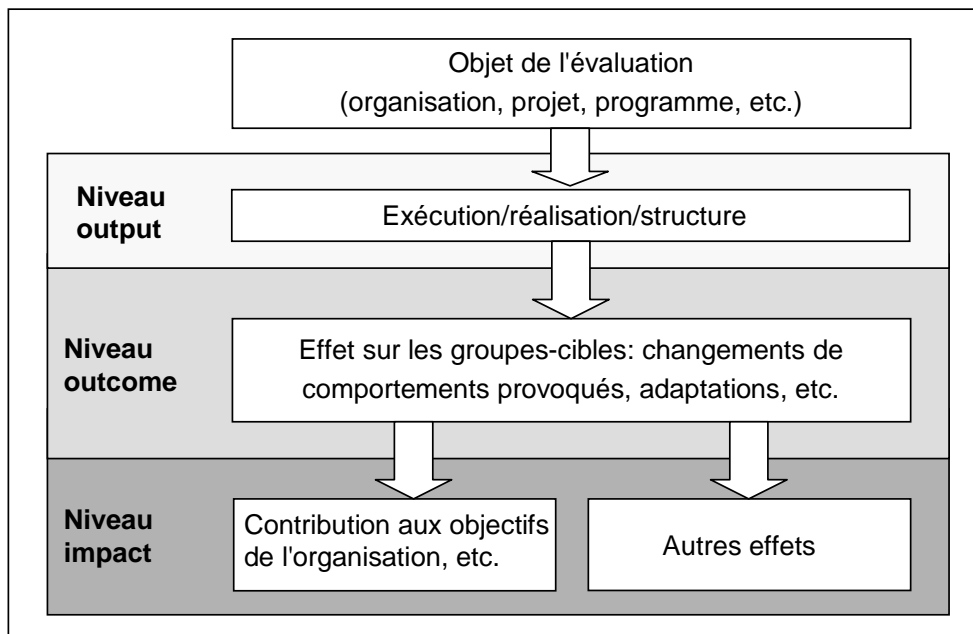 Objet de l'évaluation
(organisation, projet, programme, etc.)
Niveau
output
Exécution/réalisation/structure
Niveau
outcome
Effet sur les groupes-cibles: changements de
comportements provoqués, adaptations, etc.
Niveau
impact
Contribution aux objectifs
de l'organisation, etc.
Autres effets